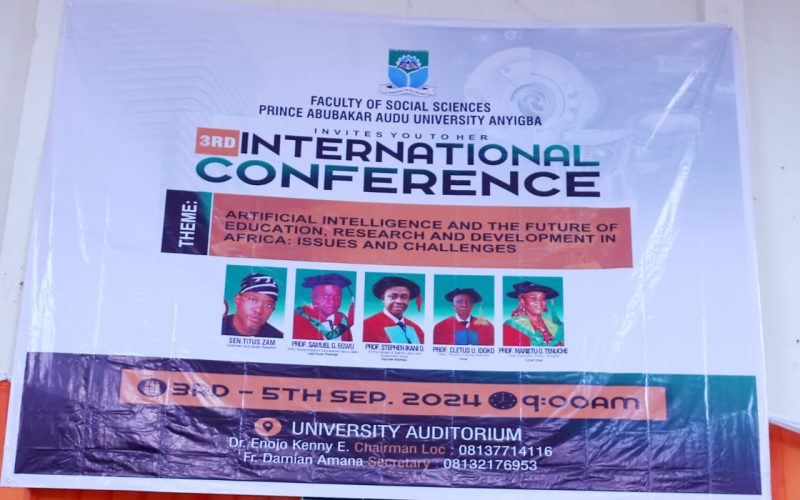 FACULTY OF SOCIAL SCIENCES
PRINCE ABUBAKAR AUDU UNIVERSITY ANYIGBA
INVITES YOU TO HER
3RD INTERNATIONAL
CONFERENCE
THEME:
ARTIFICIAL INTELLIGENCE AND THE FUTURE OF
EDUCATION, RESEARCH AND DEVELOPMENT IN
AFRICA: ISSUES AND CHALLENGES
SEN. TITUS ZAM
PROF. SAMUEL G. EGWU
PROF. STEPHEN IKANI O.
PROF. CLETUS U. IDOKO
PROF. NARIETU O. TENUCHE
3RD - 5TH SEP. 2024 9:00AM
UNIVERSITY AUDITORIUM
Dr. Enojo Kenny E. Chairman Loc : 08137714116
Fr. Damian Amana Secretary : 08132176953